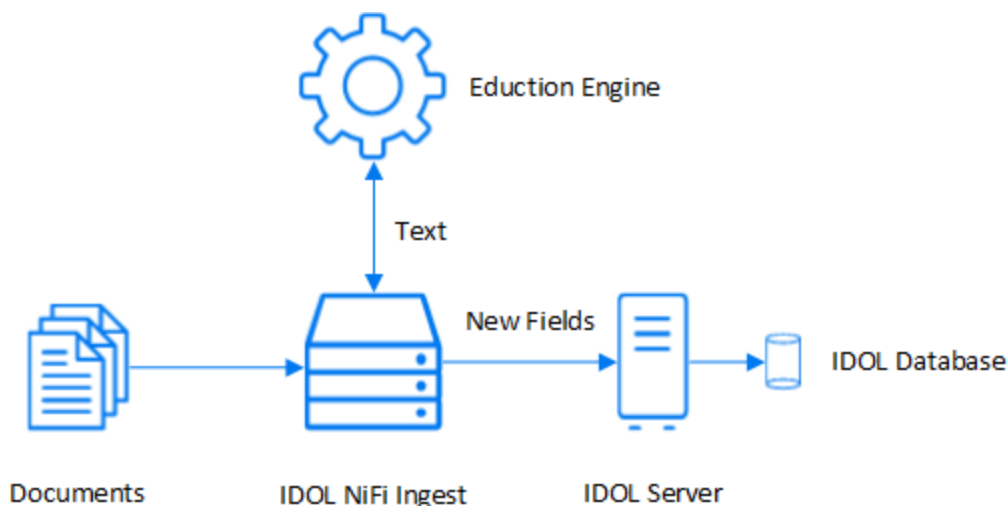 Eduction Engine
Text
New Fields
IDOL Database
Documents
IDOL NiFi Ingest
IDOL Server